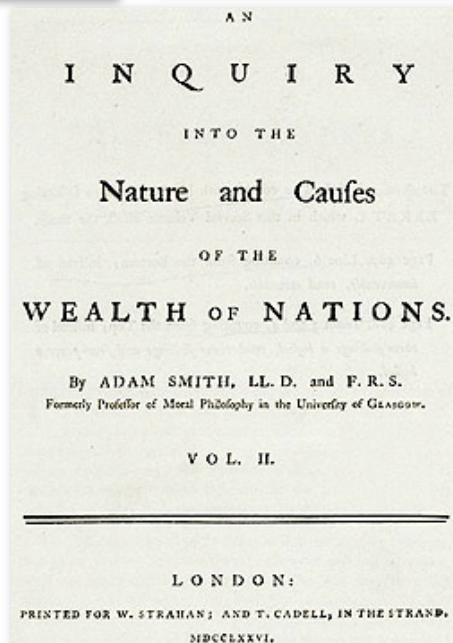 AN
INQUIRY
INTO THE
Nature and Cauſes
OF THE
WEALTH OF NATIONS.
By ADAM SMITH, LL. D. and F. R. S.
Formerly Profeſſor of Moral Philoſophy in the Univerſity of GLASGOW.
VOL. II.
LONDON:
PRINTED FOR W. STRAHAN; AND T. CADELL, IN THE STRAND.
MDCCLXXVI.